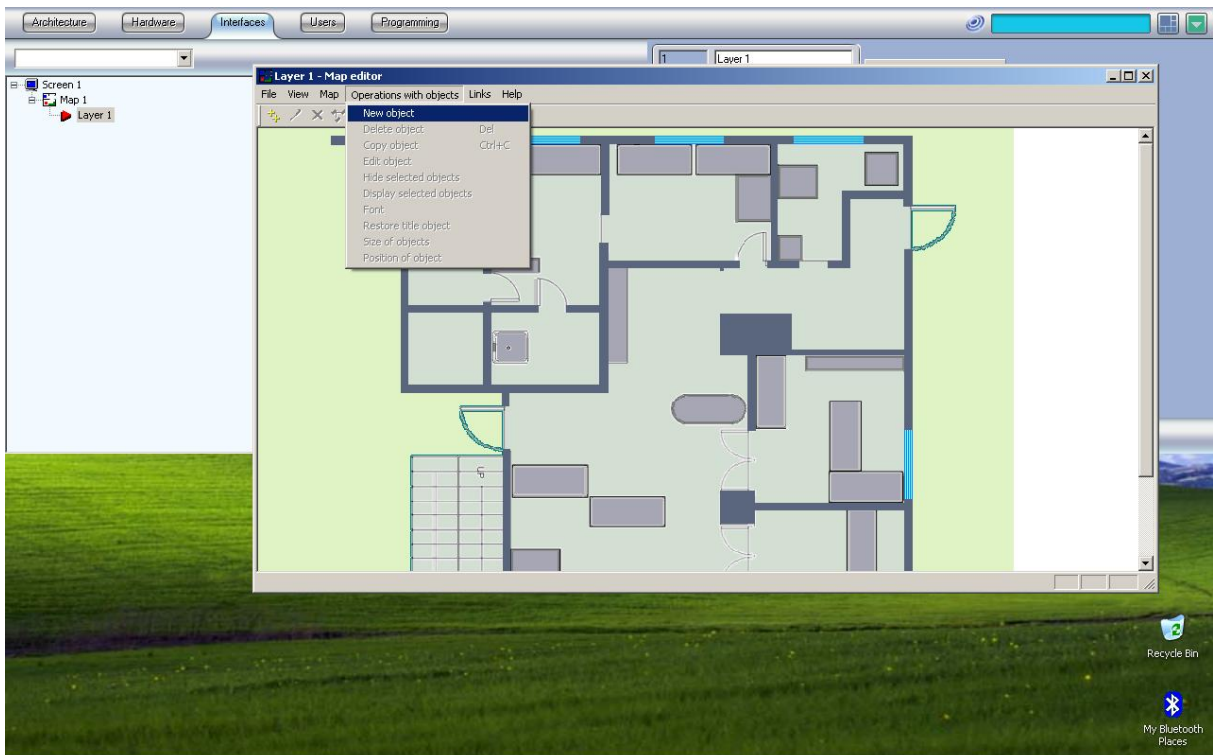 Architecture Hardware Interfaces Users Programming
1 Layer 1
Screen 1
Map 1
Layer 1
Layer 1 - Map editor
File View Map Operations with objects Links Help
New object
Delete object Del
Copy object Ctrl+C
Edit object
Hide selected objects
Display selected objects
Font
Restore title object
Size of objects
Position of object
Recycle Bin
My Bluetooth
Places